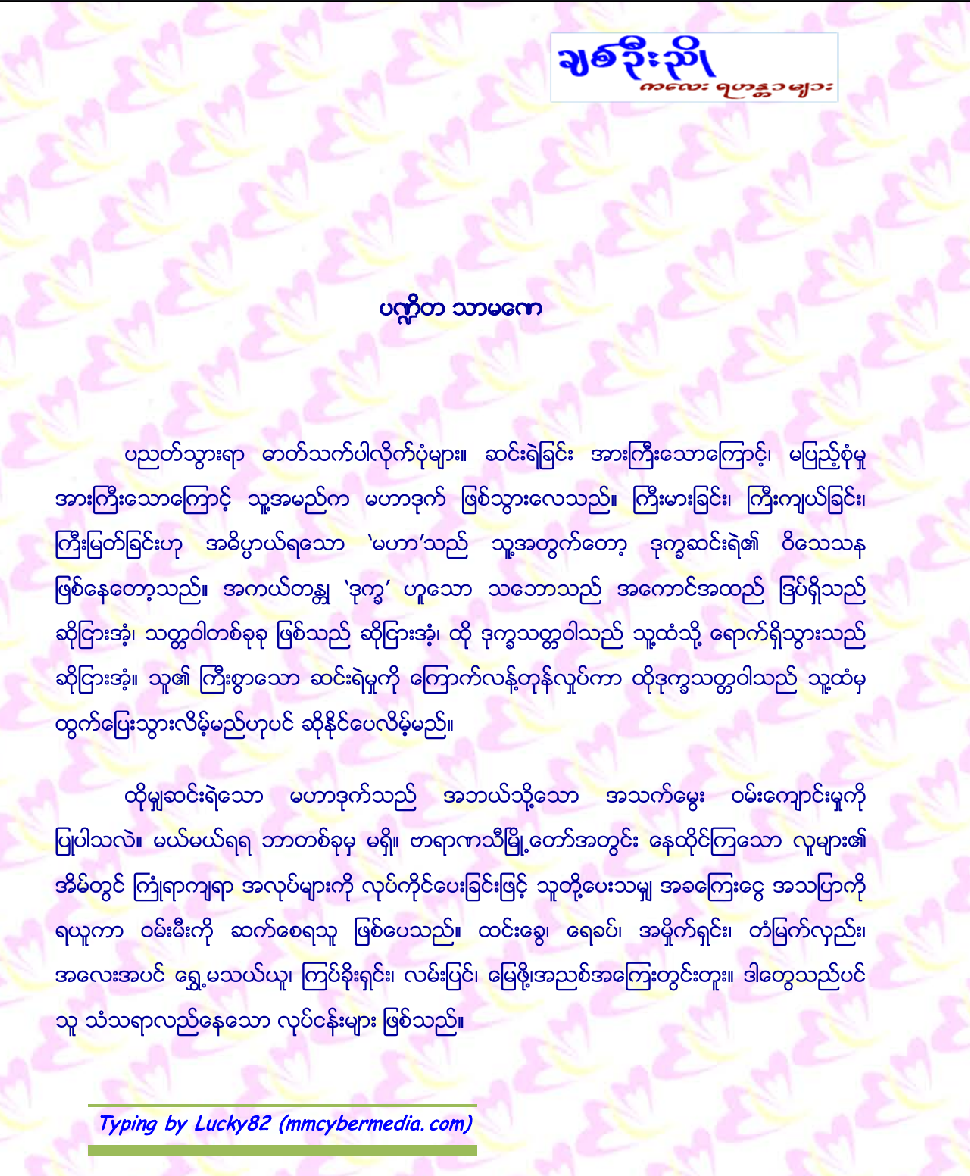 ချစ်ဦးညို
ကလေး ရဟန္တာများ
ပဏ္ဍိတ သာမဏေ
ပညတ်သွားရာ ဓာတ်သက်ပါလိုက်ပုံများ။ ဆင်းရဲခြင်း အားကြီးသောကြောင့်၊ မပြည့်စုံမှု
အားကြီးသောကြောင့် သူ့အမည်က မဟာဒုက် ဖြစ်သွားလေသည်။ ကြီးမားခြင်း၊ ကြီးကျယ်ခြင်း၊
ကြီးမြတ်ခြင်းဟု အဓိပ္ပာယ်ရသော ‘မဟာ’သည် သူ့အတွက်တော့ ဒုက္ခဆင်းရဲ၏ ဝိသေသန
ဖြစ်နေတော့သည်။ အကယ်တန္တု ‘ဒုက္ခ’ ဟူသော သဘောသည် အကောင်အထည် ဒြပ်ရှိသည်
ဆိုငြားအံ့၊ သတ္တဝါတစ်ခုခု ဖြစ်သည် ဆိုငြားအံ့၊ ထို ဒုက္ခသတ္တဝါသည် သူ့ထံသို့ ရောက်ရှိသွားသည်
ဆိုငြားအံ့။ သူ၏ ကြီးစွာသော ဆင်းရဲမှုကို ကြောက်လန့်တုန်လှုပ်ကာ ထိုဒုက္ခသတ္တဝါသည် သူ့ထံမှ
ထွက်ပြေးသွားလိမ့်မည်ဟုပင် ဆိုနိုင်ပေလိမ့်မည်။
ထိုမျှဆင်းရဲသော မဟာဒုက်သည် အဘယ်သို့သော အသက်မွေး ဝမ်းကျောင်းမှုကို
ပြုပါသလဲ။ မယ်မယ်ရရ ဘာတစ်ခုမှ မရှိ။ ဗာရာဏသီမြို့တော်အတွင်း နေထိုင်ကြသော လူများ၏
အိမ်တွင် ကြုံရာကျရာ အလုပ်များကို လုပ်ကိုင်ပေးခြင်းဖြင့် သူတို့ပေးသမျှ အခကြေးငွေ အသပြာကို
ရယူကာ ဝမ်းမီးကို ဆက်စေရသူ ဖြစ်ပေသည်။ ထင်းခွေ၊ ရေခပ်၊ အမှိုက်ရှင်း၊ တံမြက်လှည်း၊
အလေးအပင် ရွှေ့မသယ်ယူ၊ ကြပ်ခိုးရှင်း၊ လမ်းပြင်၊ မြေဖို့၊အညစ်အကြေးတွင်းတူး။ ဒါတွေသည်ပင်
သူ သံသရာလည်နေသော လုပ်ငန်းများ ဖြစ်သည်။
Typing by Lucky82 (mmcybermedia.com)